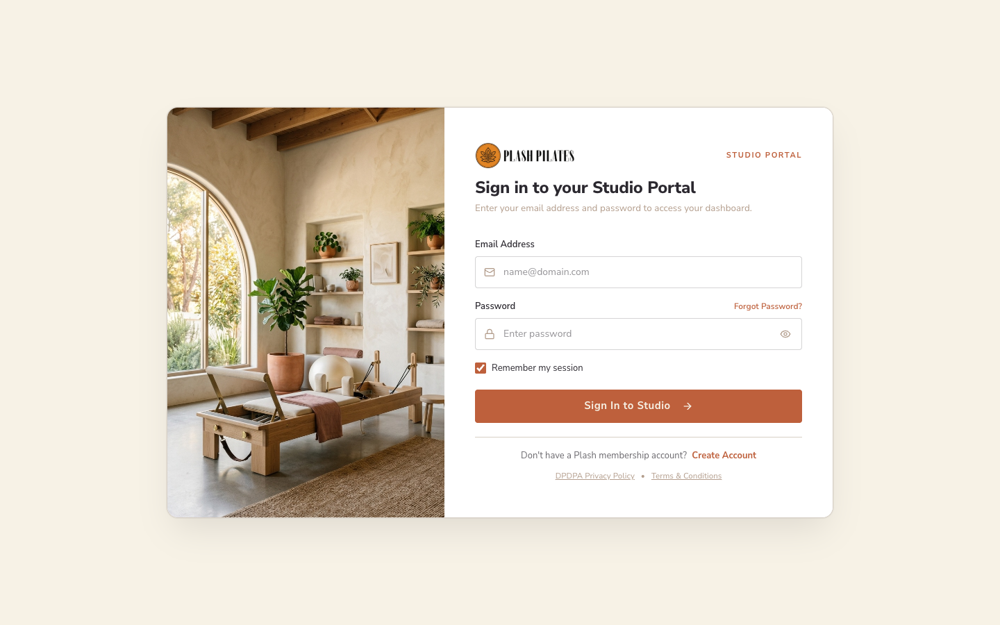 PLASH PILATES
STUDIO PORTAL
Sign in to your Studio Portal
Enter your email address and password to access your dashboard.
Email Address
name@domain.com
Password
Forgot Password?
Enter password
Remember my session
Sign In to Studio →
Don't have a Plash membership account? Create Account
DPDPA Privacy Policy • Terms & Conditions